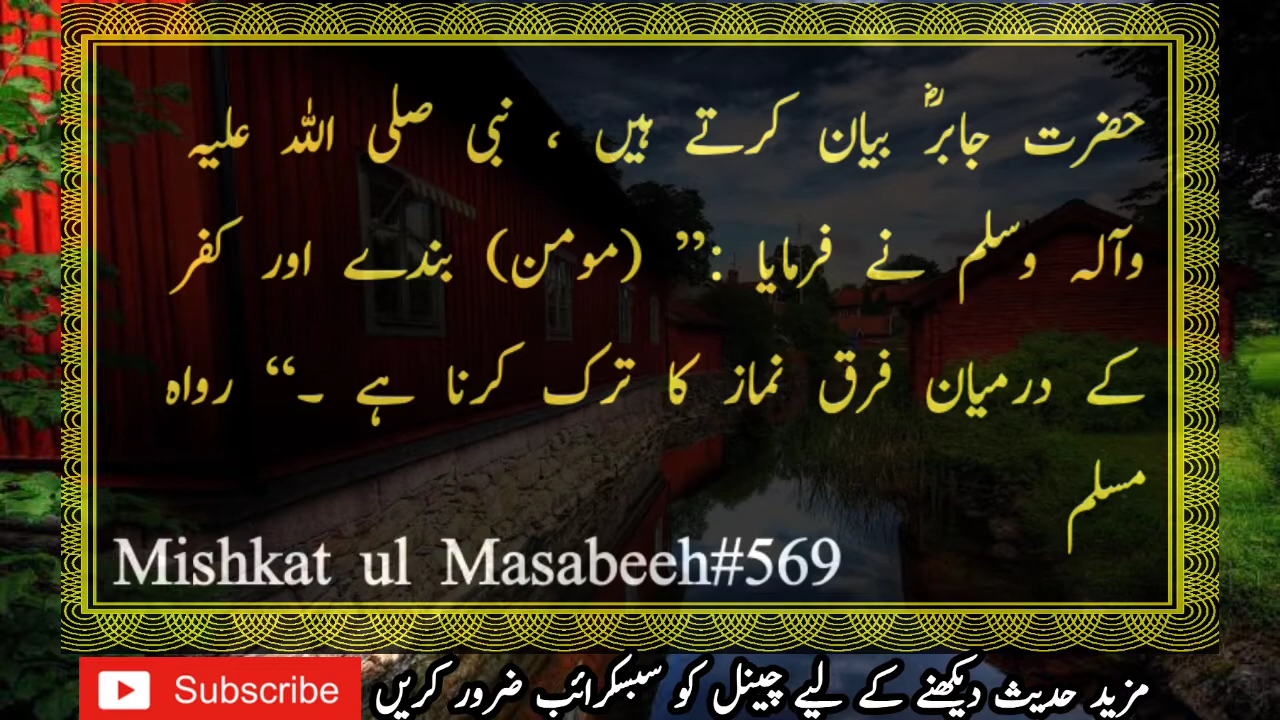 حضرت جابرؓ بیان کرتے ہیں ، نبی صلی اللہ علیہ
وآلہ وسلم نے فرمایا :’’ (مومن) بندے اور کفر
کے درمیان فرق نماز کا ترک کرنا ہے ۔‘‘ رواہ
مسلم
Mishkat ul Masabeeh#569
Subscribe
مزید حدیث دیکھنے کے لیے چینل کو سبسکرائب ضرور کریں